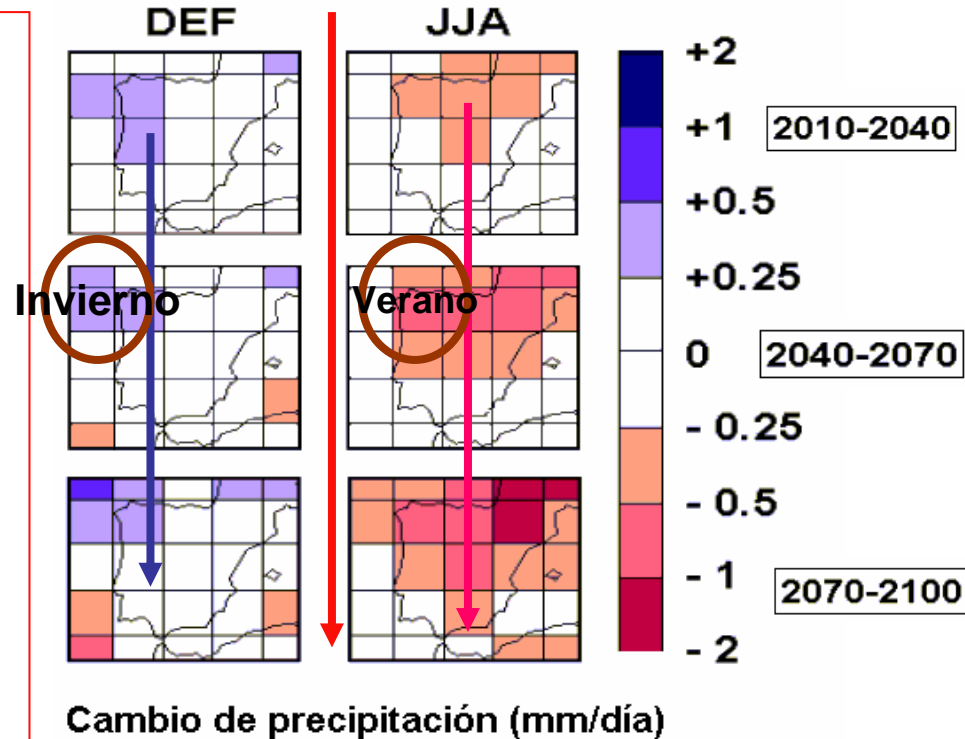 DEF JJA
+2
+1 2010-2040
+0.5
+0.25
Invierno Verano
0 2040-2070
- 0.25
- 0.5
- 1 2070-2100
- 2
Cambio de precipitación (mm/día)